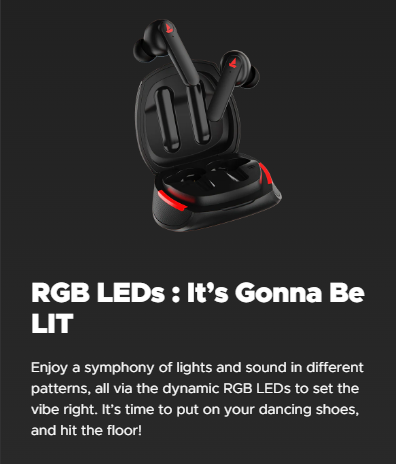 RGB LEDs : It's Gonna Be
LIT
Enjoy a symphony of lights and sound in different
patterns, all via the dynamic RGB LEDs to set the
vibe right. It's time to put on your dancing shoes,
and hit the floor!